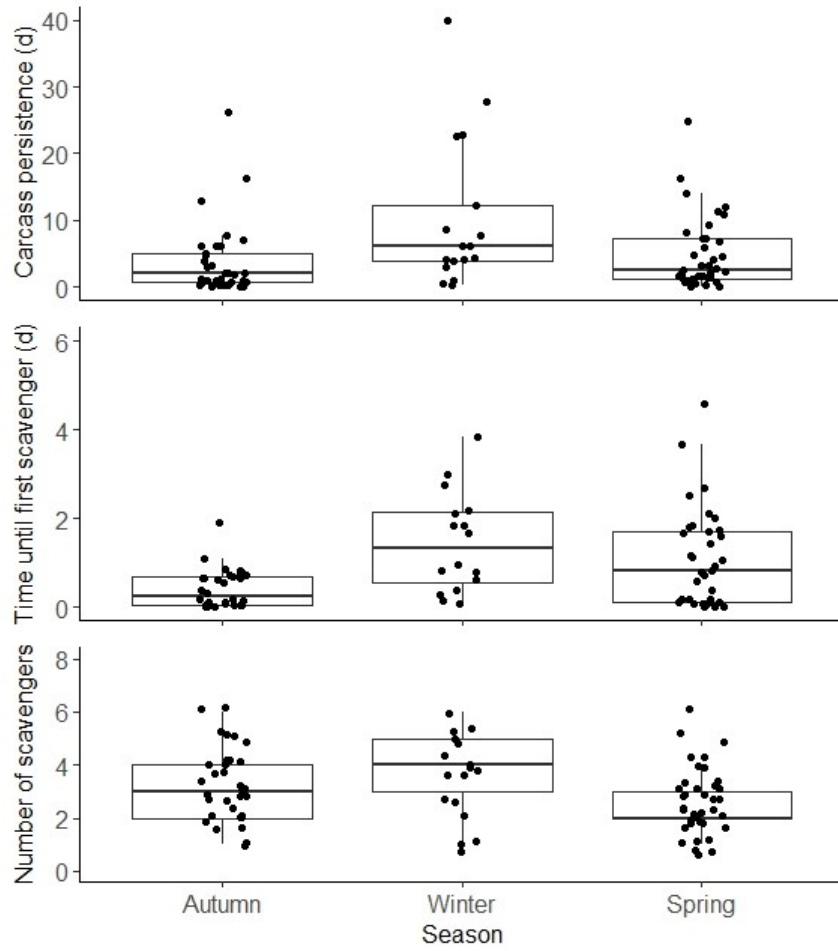 Carcass persistence (d)
40
30
20
10
0
Time until first scavenger (d)
6
4
2
0
Number of scavengers
8
6
4
2
0
Autumn
Winter
Spring
Season